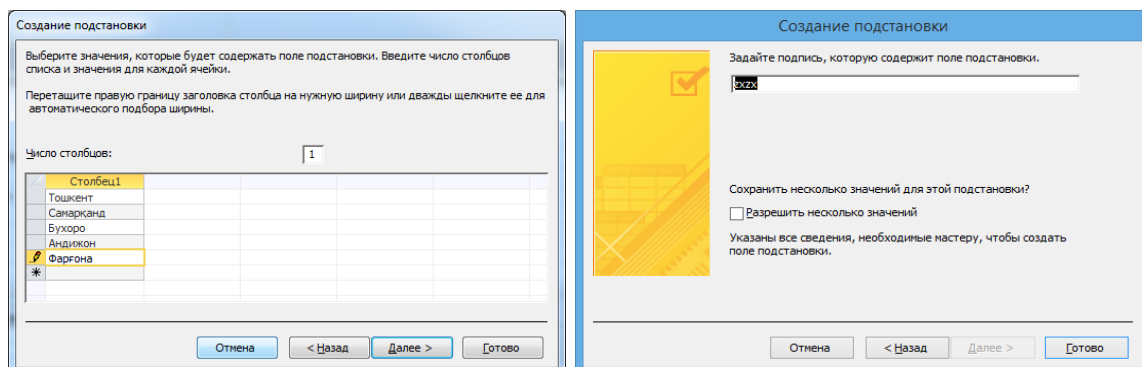 Создание подстановки
Выберите значения, которые будет содержать поле подстановки. Введите число столбцов
списка и значения для каждой ячейки.
Перетащите правую границу заголовка столбца на нужную ширину или дважды щелкните ее для
автоматического подбора ширины.
Число столбцов: 1
Столбец1
Тошкент
Самарқанд
Бухоро
Андижон
Фарғона
Отмена < Назад Далее > Готово
Создание подстановки
Задайте подпись, которую содержит поле подстановки.
zxzx
Сохранить несколько значений для этой подстановки?
Разрешить несколько значений
Указаны все сведения, необходимые мастеру, чтобы создать
поле подстановки.
Отмена < Назад Далее > Готово